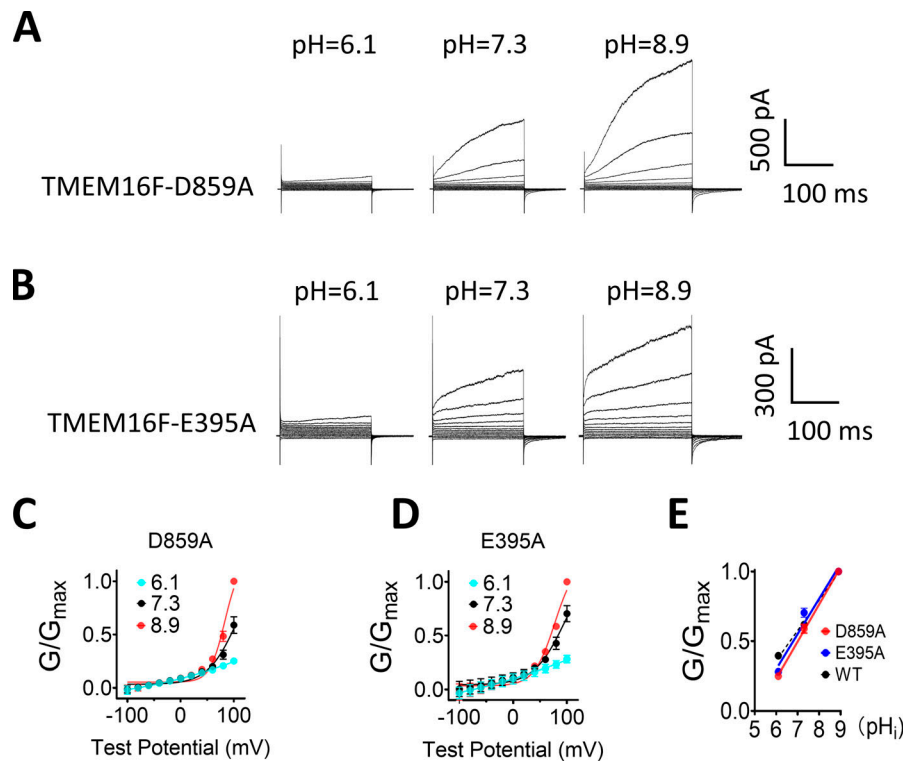 A
pH=6.1 pH=7.3 pH=8.9
TMEM16F-D859A
500 pA
100 ms
B
pH=6.1 pH=7.3 pH=8.9
TMEM16F-E395A
300 pA
100 ms
C
D859A
6.1
7.3
8.9
G/Gmax
1.0
0.5
0.0
-100 0 100
Test Potential (mV)
D
E395A
6.1
7.3
8.9
G/Gmax
1.0
0.5
0.0
-100 0 100
Test Potential (mV)
E
G/Gmax
1.0
0.5
0.0
D859A
E395A
WT
5 6 7 8 9 (pHi)